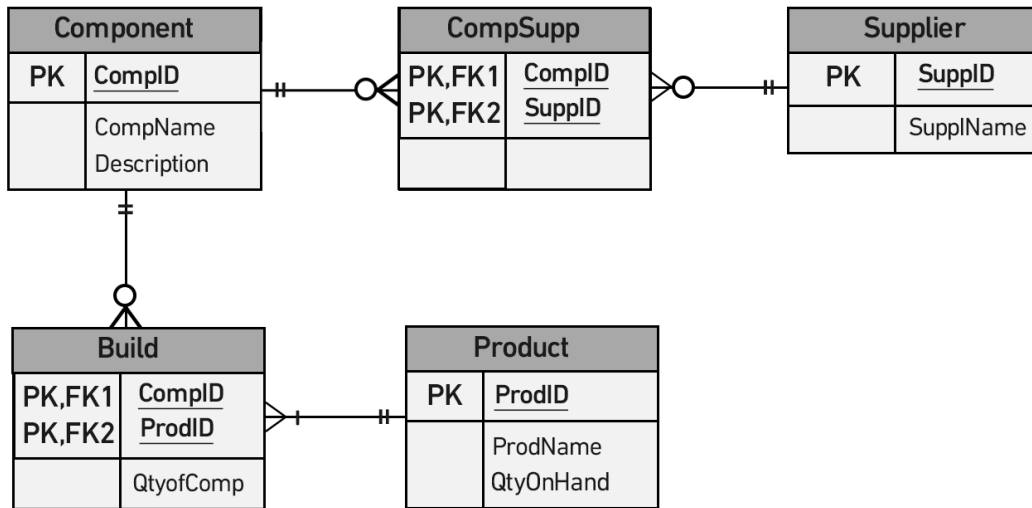 Component
PK CompID
CompName
Description
CompSupp
PK,FK1 CompID
PK,FK2 SuppID
Supplier
PK SuppID
SupplName
Build
PK,FK1 CompID
PK,FK2 ProdID
QtyofComp
Product
PK ProdID
ProdName
QtyOnHand